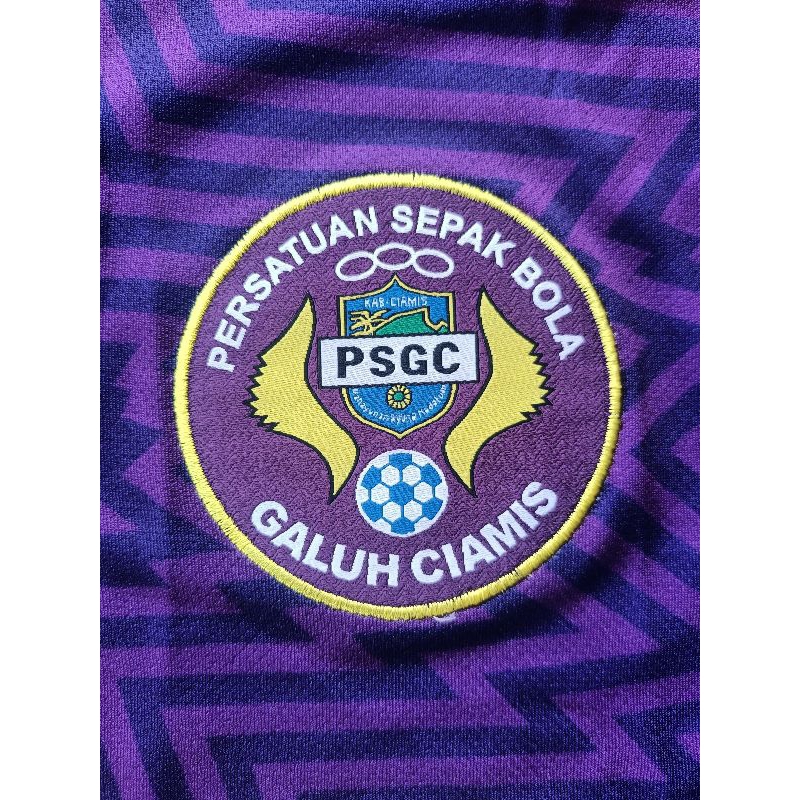 PERSATUAN SEPAK BOLA
KAB·CIAMIS
PSGC
GALUH CIAMIS